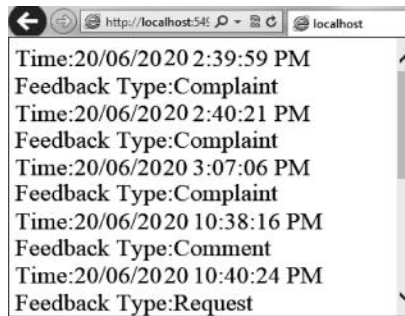 http://localhost:549
localhost
Time:20/06/2020 2:39:59 PM
Feedback Type:Complaint
Time:20/06/2020 2:40:21 PM
Feedback Type:Complaint
Time:20/06/2020 3:07:06 PM
Feedback Type:Complaint
Time:20/06/2020 10:38:16 PM
Feedback Type:Comment
Time:20/06/2020 10:40:24 PM
Feedback Type:Request